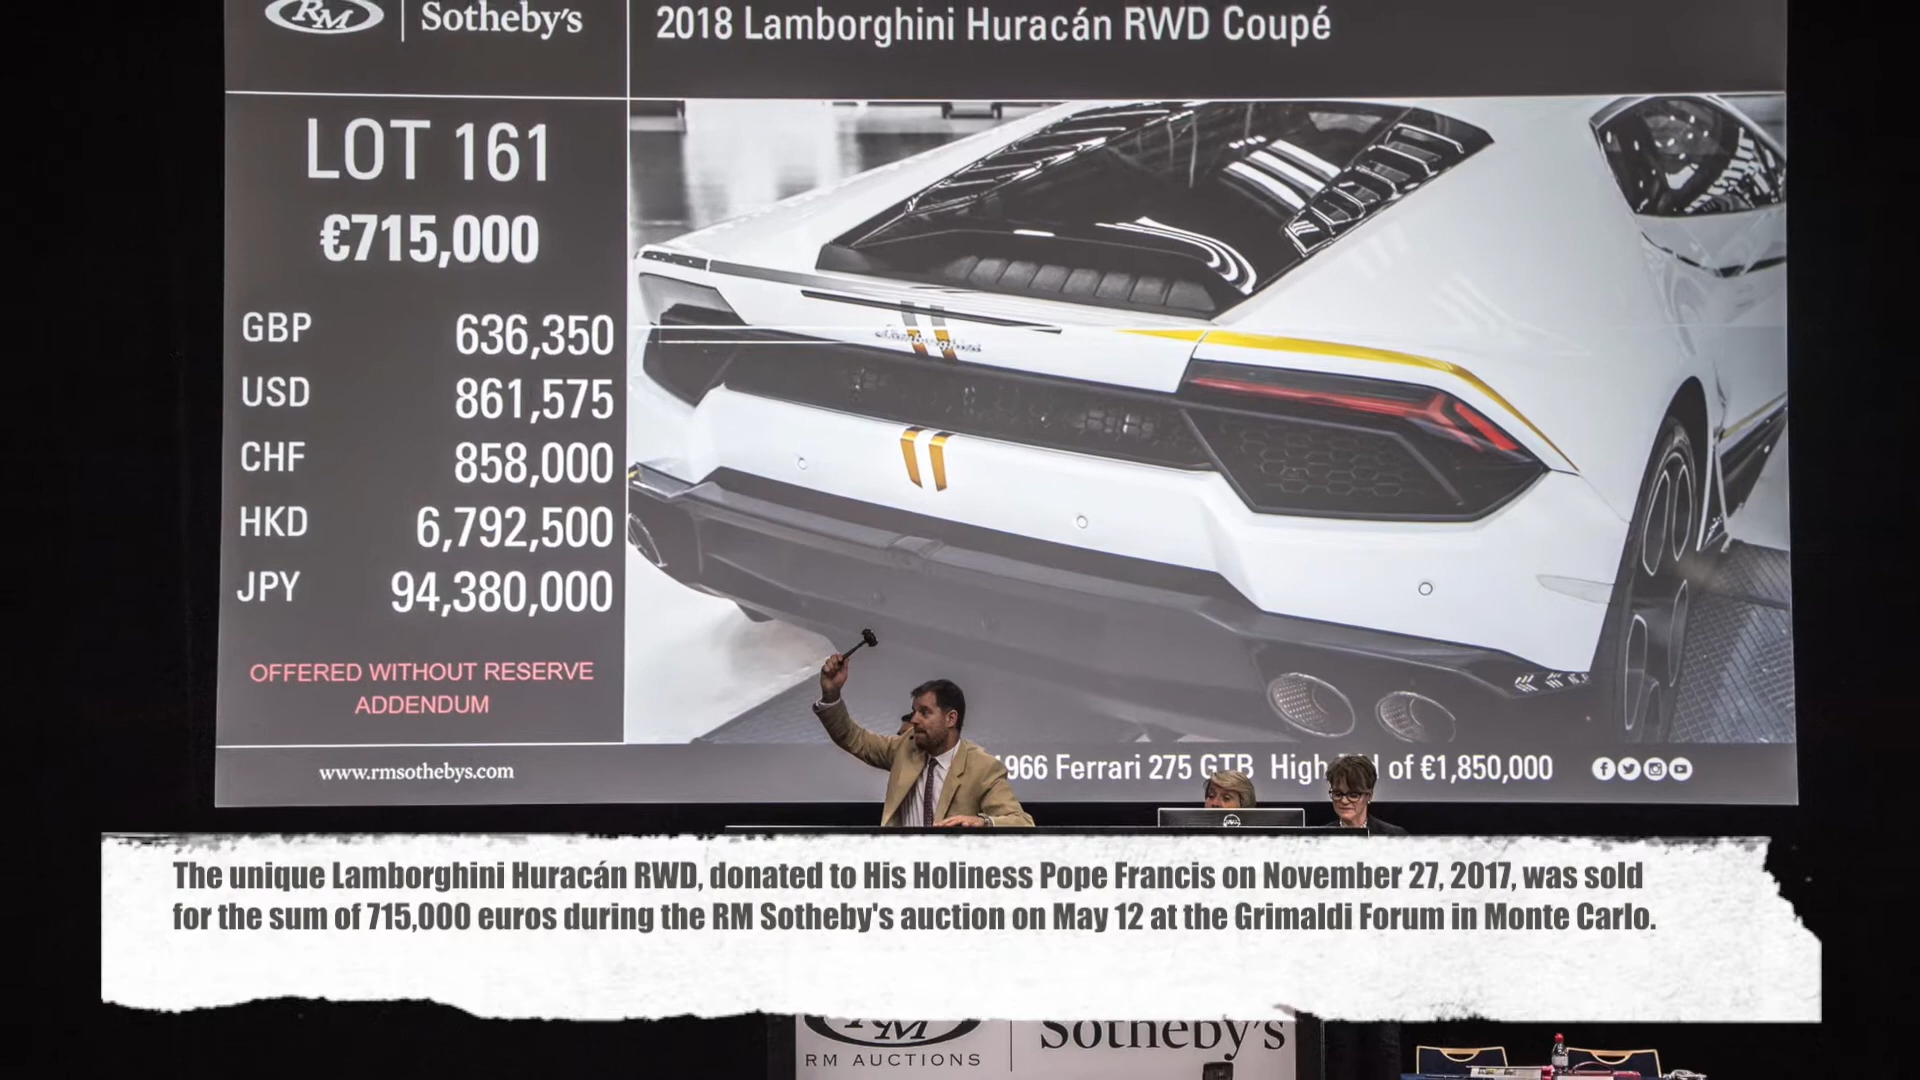 RM Sotheby's
2018 Lamborghini Huracán RWD Coupé
LOT 161
€715,000
GBP 636,350
USD 861,575
CHF 858,000
HKD 6,792,500
JPY 94,380,000
OFFERED WITHOUT RESERVE
ADDENDUM
Lamborghini
www.rmsothebys.com
1966 Ferrari 275 GTB High of €1,850,000
DELL
The unique Lamborghini Huracán RWD, donated to His Holiness Pope Francis on November 27, 2017, was sold
for the sum of 715,000 euros during the RM Sotheby's auction on May 12 at the Grimaldi Forum in Monte Carlo.
RM Sotheby's
RM AUCTIONS